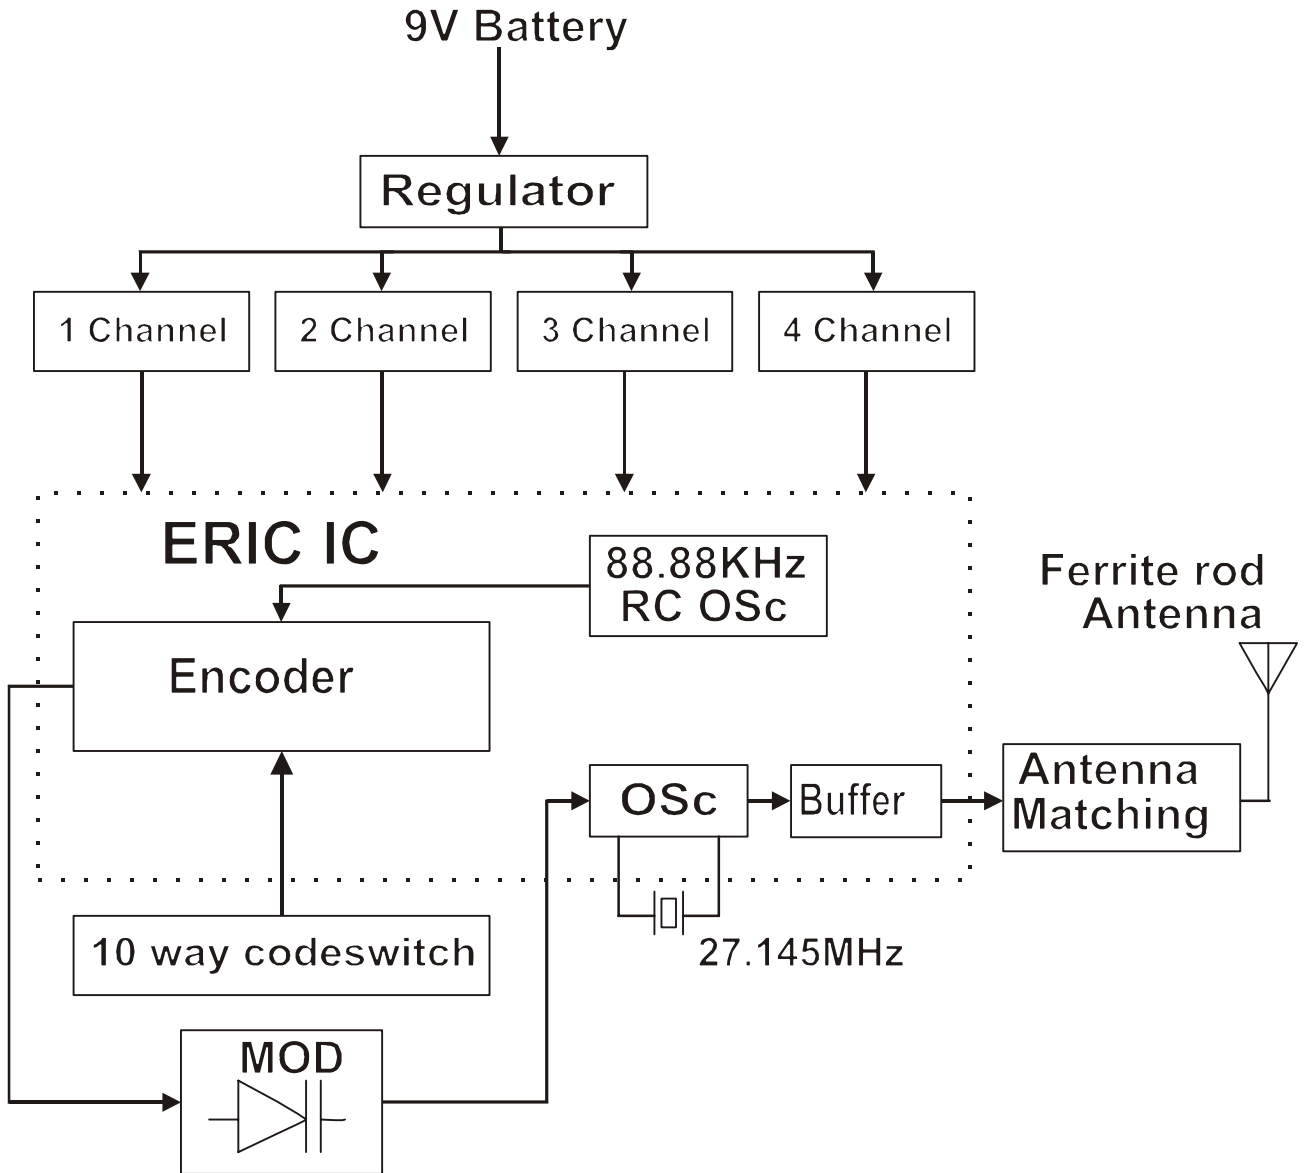 9V Battery
Regulator
1 Channel
2 Channel
3 Channel
4 Channel
ERIC IC
88.88KHz
RC OSc
Ferrite rod
Antenna
Encoder
OSc
Buffer
Antenna
Matching
10 way codeswitch
27.145MHz
MOD